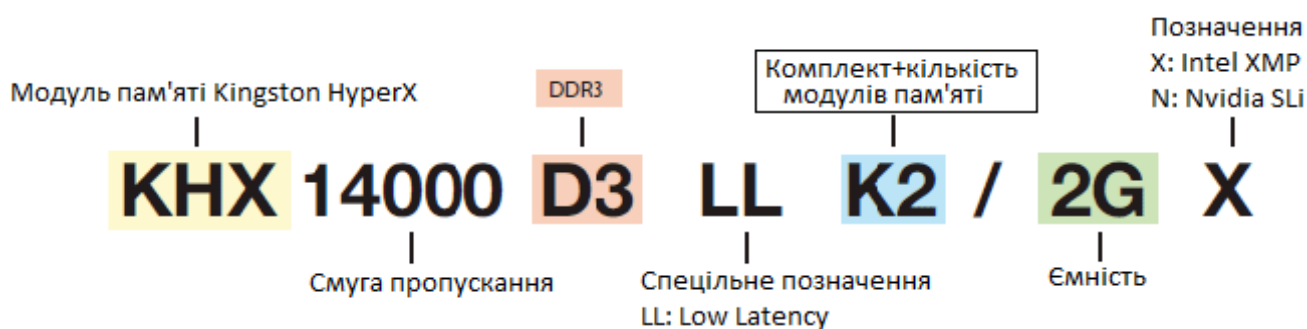 Позначення
X: Intel XMP
N: Nvidia SLi
Комплект+кількість
модулів пам'яті
Модуль пам'яті Kingston HyperX
DDR3
KHX 14000 D3 LL K2 / 2G X
Смуга пропускання
Спецільне позначення
LL: Low Latency
Ємність